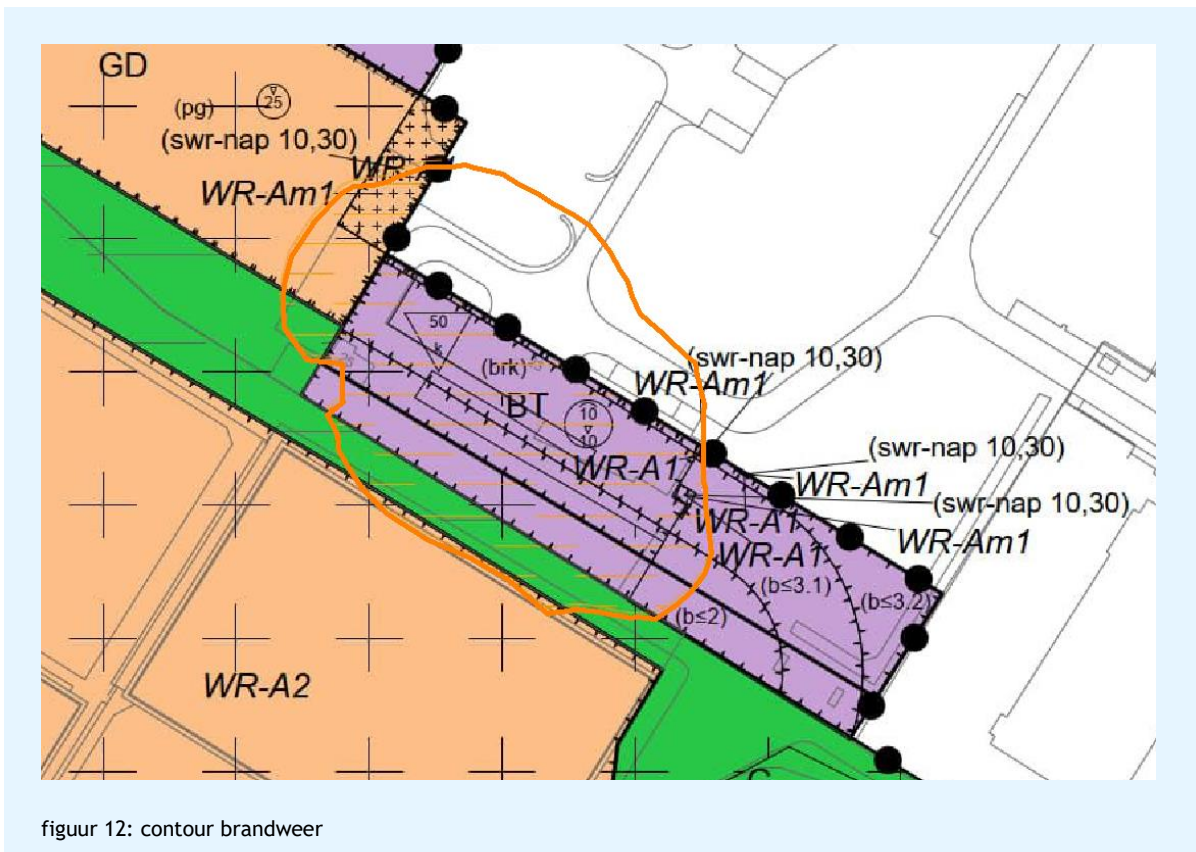 GD
(pg)
25
(swr-nap 10,30)
WR-Am1
50
k
(brk)
BT
10
10
WR-A1
(swr-nap 10,30)
WR-Am1
(swr-nap 10,30)
WR-Am1
(swr-nap 10,30)
WR-Am1
WR-A1
WR-A1
(b≤3.1)
(b≤3.2)
(b≤2)
WR-A2
figuur 12: contour brandweer